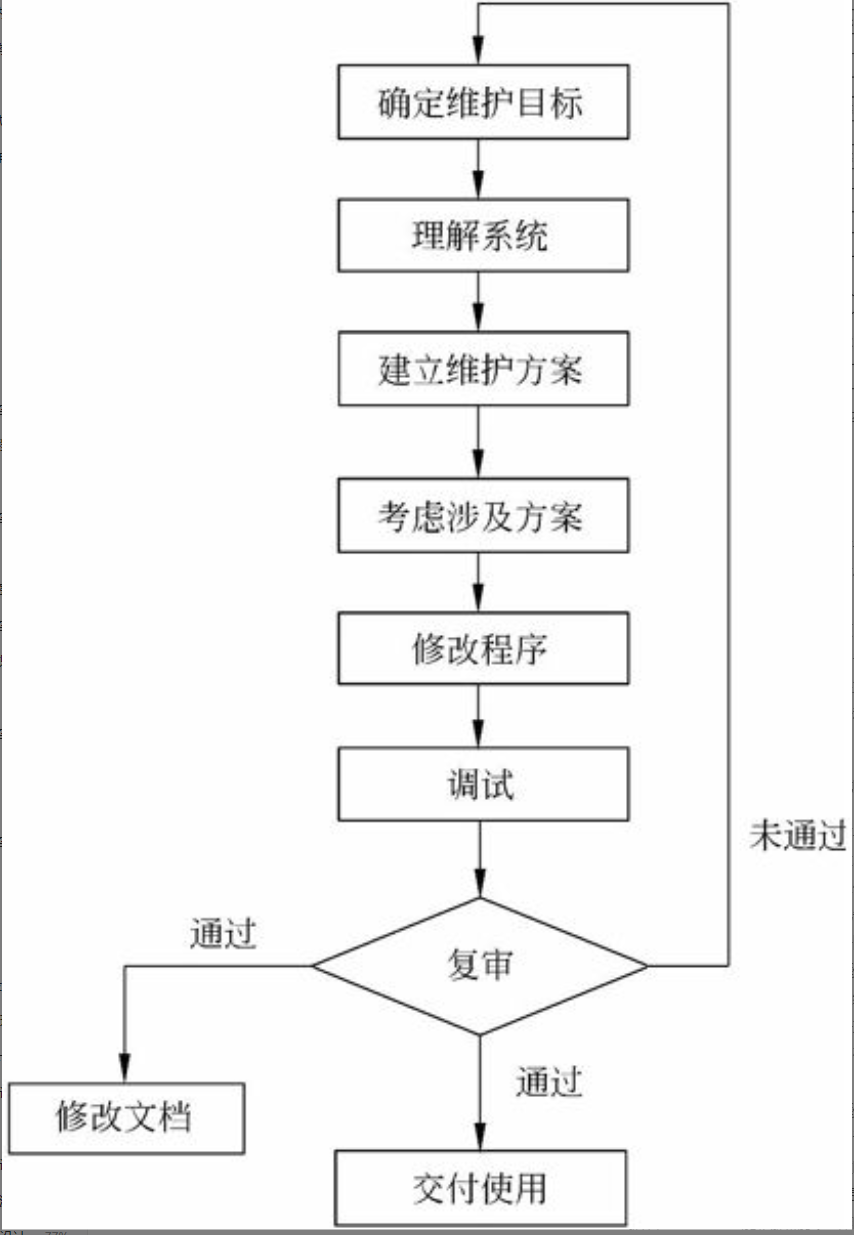 确定维护目标
理解系统
建立维护方案
考虑涉及方案
修改程序
调试
未通过
通过
复审
通过
修改文档
交付使用